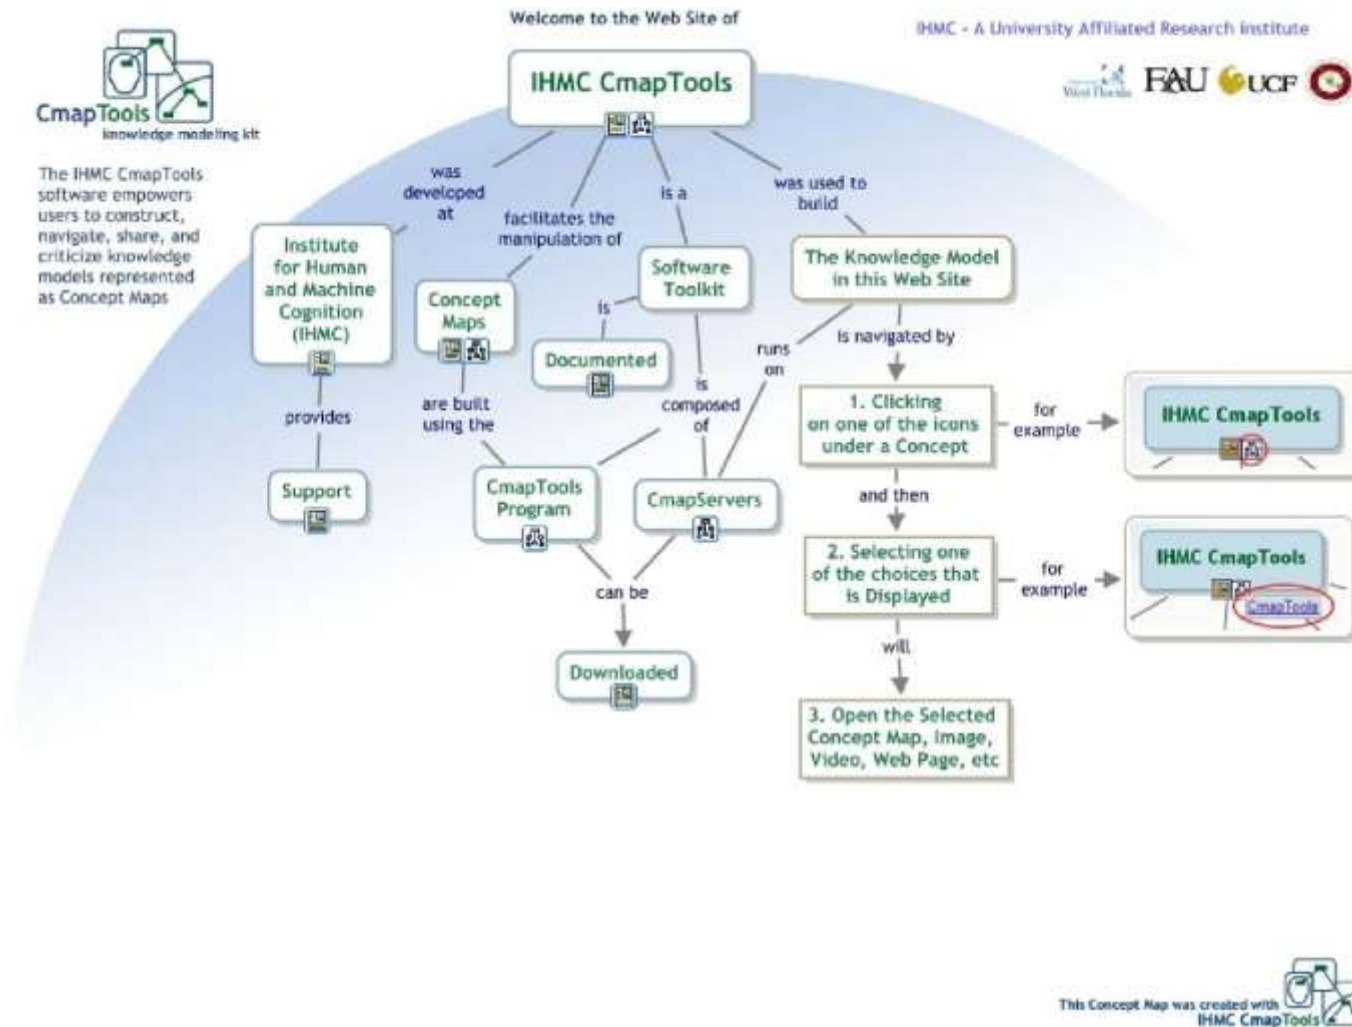 Welcome to the Web Site of
IHMC - A University Affiliated Research Institute
IHMC CmapTools
West Florida
FAU
UCF
CmapTools
knowledge modeling kit
The IHMC CmapTools
software empowers
users to construct,
navigate, share, and
criticize knowledge
models represented
as Concept Maps
was
developed
at
facilitates the
manipulation of
is a
was used to
build
Institute
for Human
and Machine
Cognition
(IHMC)
Concept
Maps
Software
Toolkit
The Knowledge Model
in this Web Site
is
Documented
runs
on
is navigated by
provides
are built
using the
is
composed
of
1. Clicking
on one of the icons
under a Concept
for
example
IHMC CmapTools
Support
CmapTools
Program
CmapServers
and then
can be
2. Selecting one
of the choices that
is Displayed
for
example
IHMC CmapTools
CmapTools
will
Downloaded
3. Open the Selected
Concept Map, Image,
Video, Web Page, etc
This Concept Map was created with
IHMC CmapTools